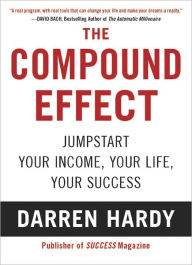 "A real program, with real tools that can change your life and make your dreams a reality."
—DAVID BACH, Bestselling Author of The Automatic Millionaire
THE
COMPOUND
EFFECT
JUMPSTART
YOUR INCOME, YOUR LIFE,
YOUR SUCCESS
DARREN HARDY
Publisher of SUCCESS Magazine